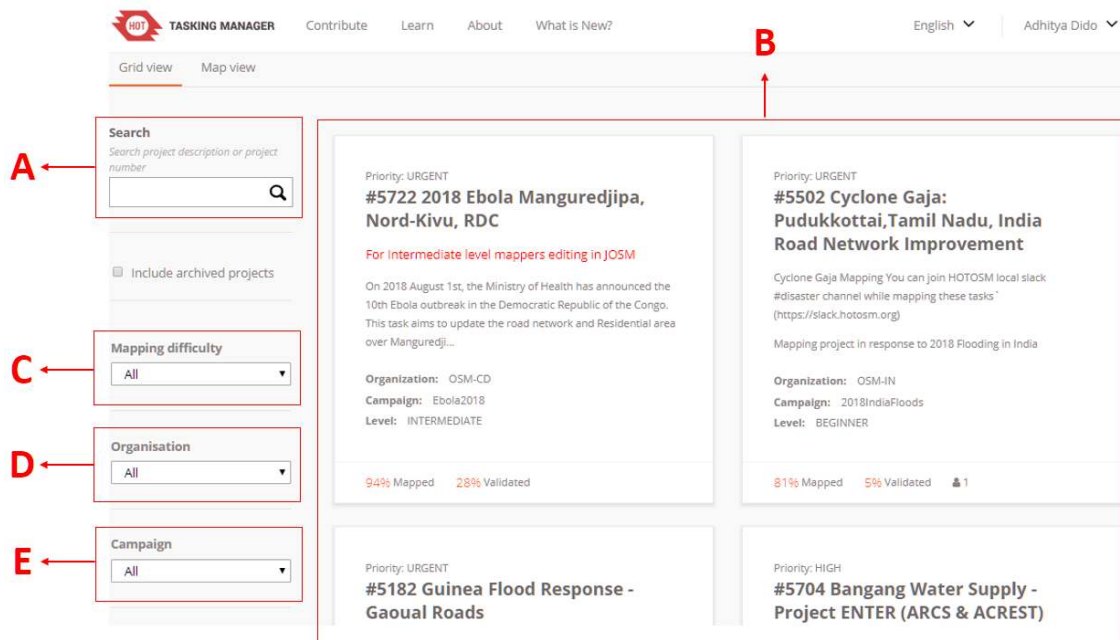 HOT
TASKING MANAGER
Contribute
Learn
About
What is New?
English
Adhitya Dido
B
Grid view
Map view
A
Search
Search project description or project
number
Include archived projects
C
Mapping difficulty
All
D
Organisation
All
E
Campaign
All
Priority: URGENT
#5722 2018 Ebola Manguredjipa,
Nord-Kivu, RDC
For Intermediate level mappers editing in JOSM
On 2018 August 1st, the Ministry of Health has announced the
10th Ebola outbreak in the Democratic Republic of the Congo.
This task aims to update the road network and Residential area
over Manguredji...
Organization: OSM-CD
Campaign: Ebola2018
Level: INTERMEDIATE
94% Mapped 28% Validated
Priority: URGENT
#5502 Cyclone Gaja:
Pudukkottai,Tamil Nadu, India
Road Network Improvement
Cyclone Gaja Mapping You can join HOTOSM local slack
#disaster channel while mapping these tasks`
(https://slack.hotosm.org)
Mapping project in response to 2018 Flooding in India
Organization: OSM-IN
Campaign: 2018IndiaFloods
Level: BEGINNER
81% Mapped 5% Validated 1
Priority: URGENT
#5182 Guinea Flood Response -
Gaoual Roads
Priority: HIGH
#5704 Bangang Water Supply -
Project ENTER (ARCS & ACREST)